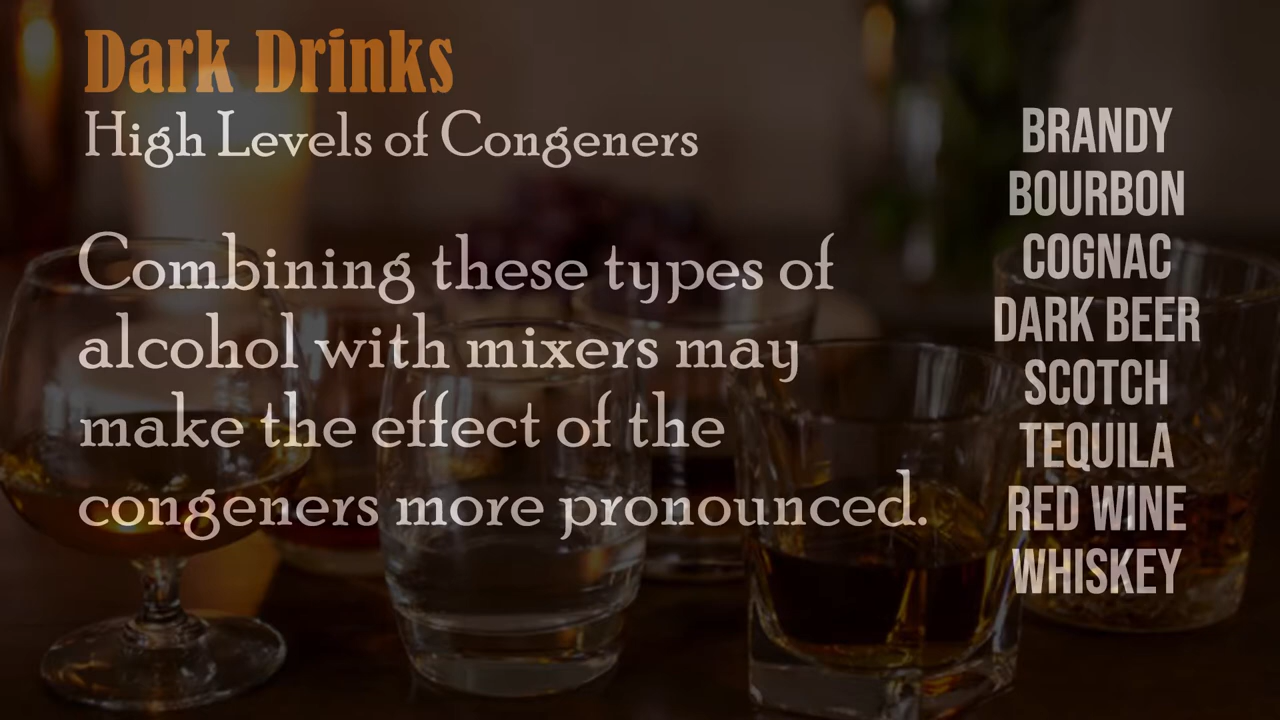 Dark Drinks
High Levels of Congeners
Combining these types of
alcohol with mixers may
make the effect of the
congeners more pronounced.
BRANDY
BOURBON
COGNAC
DARK BEER
SCOTCH
TEQUILA
RED WINE
WHISKEY